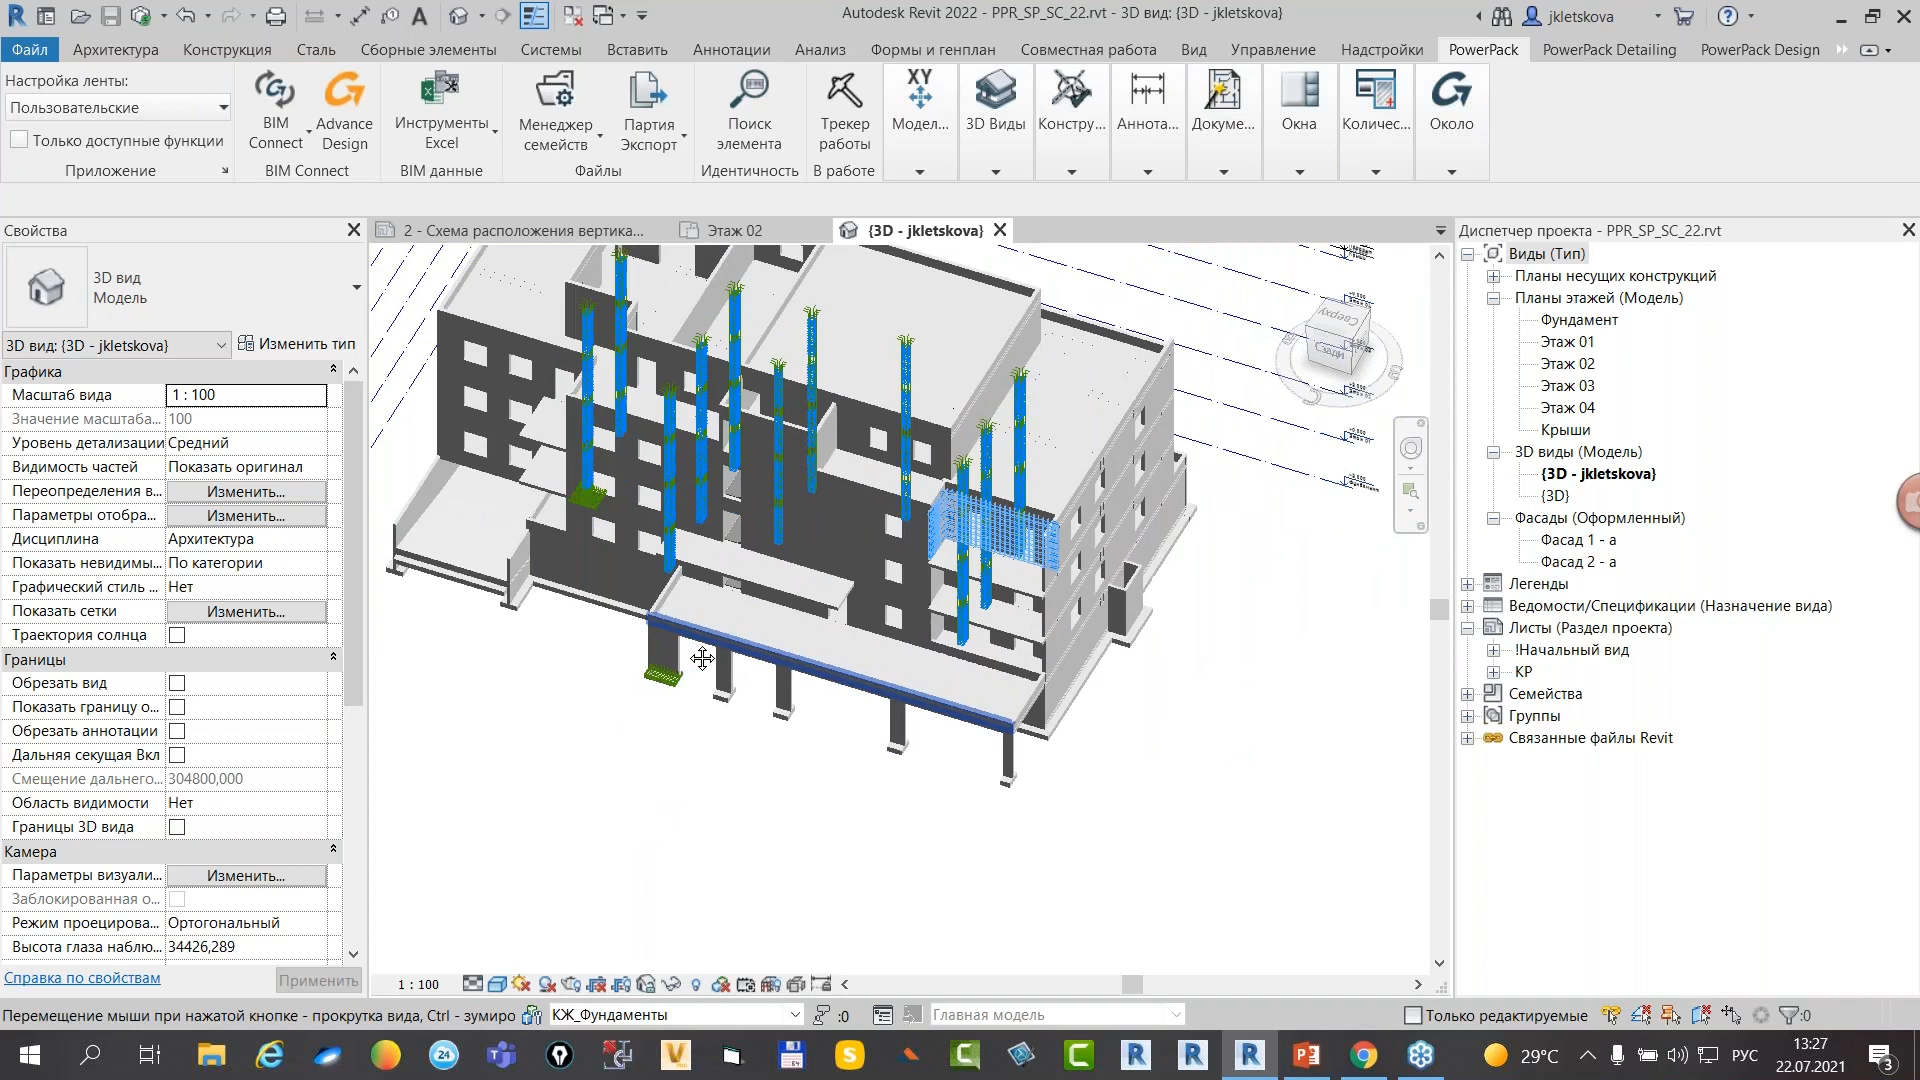 Autodesk Revit 2022 - PPR_SP_SC_22.rvt - 3D вид: {3D - jkletskova}
jkletskova
Файл Архитектура Конструкция Сталь Сборные элементы Системы Вставить Аннотации Анализ Формы и генплан Совместная работа Вид Управление Надстройки PowerPack PowerPack Detailing PowerPack Design
Настройка ленты:
Пользовательские
Только доступные функции
Приложение
BIM Connect
Advance Design
BIM Connect
Инструменты Excel
BIM данные
Менеджер семейств
Партия Экспорт
Файлы
Поиск элемента
Идентичность
Трекер работы
В работе
XY
Модел...
3D Виды
Констру...
Аннота...
Докуме...
Окна
Количес...
Около
Свойства
3D вид
Модель
3D вид: {3D - jkletskova}
Изменить тип
Графика
Масштаб вида 1 : 100
Значение масштаба... 100
Уровень детализации Средний
Видимость частей Показать оригинал
Переопределения в... Изменить...
Параметры отобра... Изменить...
Дисциплина Архитектура
Показать невидимы... По категории
Графический стиль ... Нет
Показать сетки Изменить...
Траектория солнца
Границы
Обрезать вид
Показать границу о...
Обрезать аннотации
Дальняя секущая Вкл
Смещение дальнего... 304800,000
Область видимости Нет
Границы 3D вида
Камера
Параметры визуали... Изменить...
Заблокированная о...
Режим проецирова... Ортогональный
Высота глаза наблю... 34426,289
Справка по свойствам
Применить
2 - Схема расположения вертика...
Этаж 02
{3D - jkletskova}
Сверху
Сзади
1 : 100
Диспетчер проекта - PPR_SP_SC_22.rvt
Виды (Тип)
Планы несущих конструкций
Планы этажей (Модель)
Фундамент
Этаж 01
Этаж 02
Этаж 03
Этаж 04
Крыши
3D виды (Модель)
{3D - jkletskova}
{3D}
Фасады (Оформленный)
Фасад 1 - а
Фасад 2 - а
Легенды
Ведомости/Спецификации (Назначение вида)
Листы (Раздел проекта)
!Начальный вид
КР
Семейства
Группы
Связанные файлы Revit
Перемещение мыши при нажатой кнопке - прокрутка вида, Ctrl - зумиро
КЖ_Фундаменты
:0
Главная модель
Только редактируемые
:0
24
29°C
РУС
13:27
22.07.2021
3